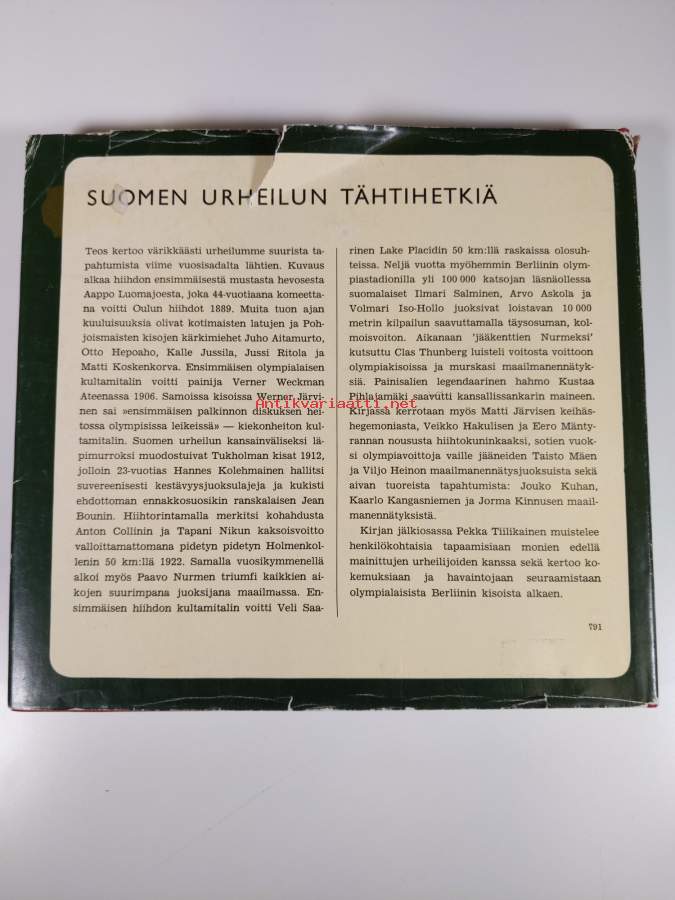 SUOMEN URHEILUN TÄHTIHETKIÄ
Teos kertoo värikkäästi urheilumme suurista ta-
pahtumista viime vuosisadalta lähtien. Kuvaus
alkaa hiihdon ensimmäisestä mustasta hevosesta
Aappo Luomajoesta, joka 44-vuotiaana komeetta-
na voitti Oulun hiihdot 1889. Muita tuon ajan
kuuluisuuksia olivat kotimaisten latujen ja Poh-
joismaisten kisojen kärkimiehet Juho Aitamurto,
Otto Hepoaho, Kalle Jussila, Jussi Ritola ja
Matti Koskenkorva. Ensimmäisen olympialaisen
kultamitalin voitti painija Verner Weckman
Ateenassa 1906. Samoissa kisoissa Werner Järvi-
nen sai »ensimmäisen palkinnon diskuksen hei-
tossa olympisissa leikeissä» — kiekonheiton kul-
tamitalin. Suomen urheilun kansainväliseksi lä-
pimurroksi muodostuivat Tukholman kisat 1912,
jolloin 23-vuotias Hannes Kolehmainen hallitsi
suvereenisesti kestävyysjuoksulajeja ja kukisti
ehdottoman ennakkosuosikin ranskalaisen Jean
Bounin. Hiihtorintamalla merkitsi kohahdusta
Anton Collinin ja Tapani Nikun kaksoisvoitto
valloittamattomana pidetyn pidetyn Holmenkol-
lenin 50 km:llä 1922. Samalla vuosikymmenellä
alkoi myös Paavo Nurmen triumfi kaikkien ai-
kojen suurimpana juoksijana maailmassa. En-
simmäisen hiihdon kultamitalin voitti Veli Saa-
rinen Lake Placidin 50 km:llä raskaissa olosuh-
teissa. Neljä vuotta myöhemmin Berliinin olym-
piastadionilla yli 100 000 katsojan läsnäollessa
suomalaiset Ilmari Salminen, Arvo Askola ja
Volmari Iso-Hollo juoksivat loistavan 10 000
metrin kilpailun saavuttamalla täysosuman, kol-
moisvoiton. Aikanaan 'jääkenttien Nurmeksi'
kutsuttu Clas Thunberg luisteli voitosta voittoon
olympiakisoissa ja murskasi maailmanennätyk-
siä. Painisalien legendaarinen hahmo Kustaa
Pihlajamäki saavutti kansallissankarin maineen.
Kirjassa kerrotaan myös Matti Järvisen keihäs-
hegemoniasta, Veikko Hakulisen ja Eero Mänty-
rannan noususta hiihtokuninkaaksi, sotien vuok-
si olympiavoittoja vaille jääneiden Taisto Mäen
ja Viljo Heinon maailmanennätysjuoksuista sekä
aivan tuoreista tapahtumista: Jouko Kuhan,
Kaarlo Kangasniemen ja Jorma Kinnusen maail-
manennätyksistä.
Kirjan jälkiosassa Pekka Tiilikainen muistelee
henkilökohtaisia tapaamisiaan monien edellä
mainittujen urheilijoiden kanssa sekä kertoo ko-
kemuksiaan ja havaintojaan seuraamistaan
olympialaisista Berliinin kisoista alkaen.
791
Antikvariaatti.net